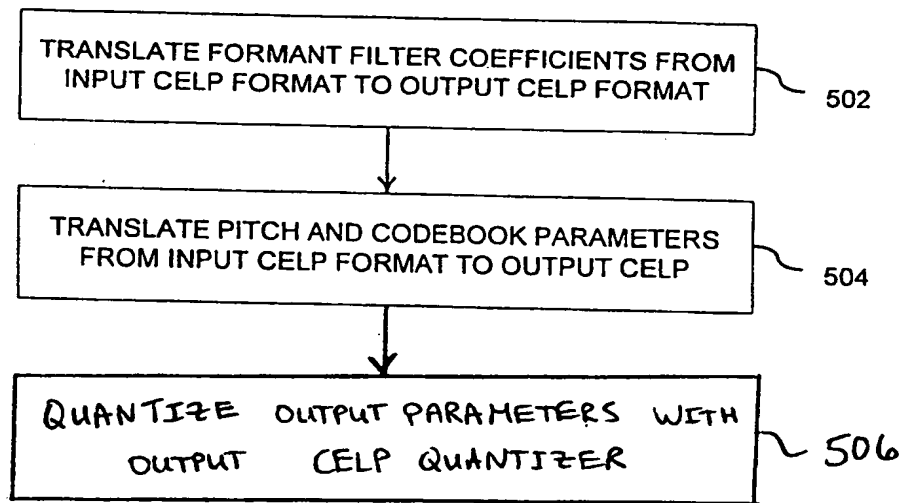 TRANSLATE FORMANT FILTER COEFFICIENTS FROM
INPUT CELP FORMAT TO OUTPUT CELP FORMAT
502
TRANSLATE PITCH AND CODEBOOK PARAMETERS
FROM INPUT CELP FORMAT TO OUTPUT CELP
504
QUANTIZE OUTPUT PARAMETERS WITH
OUTPUT CELP QUANTIZER
506